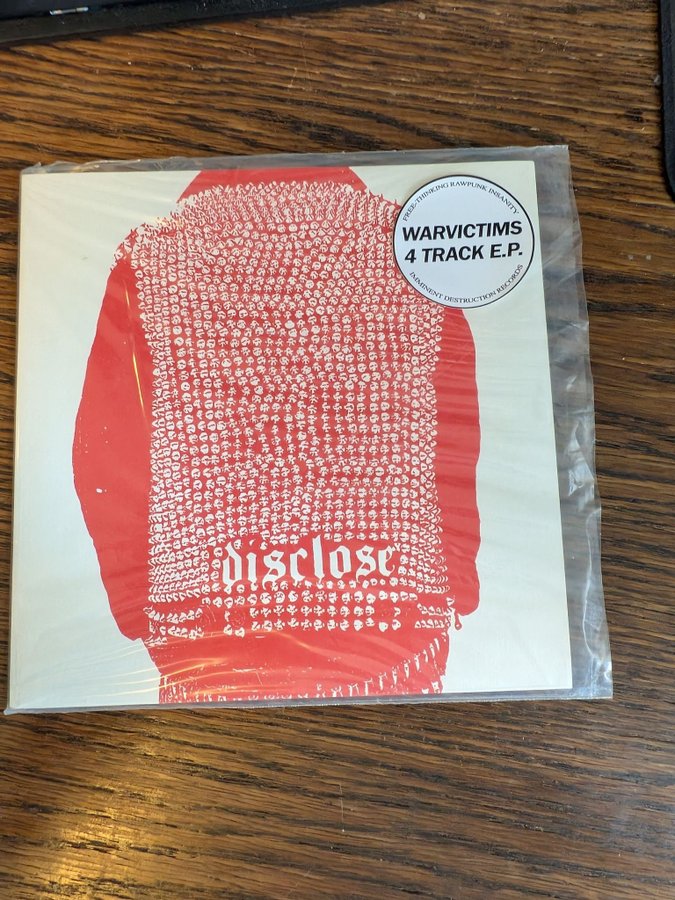 FREE-THINKING RAWPUNK INSANITY
WARVICTIMS
4 TRACK E.P.
IMMINENT DESTRUCTION RECORDS
disclose